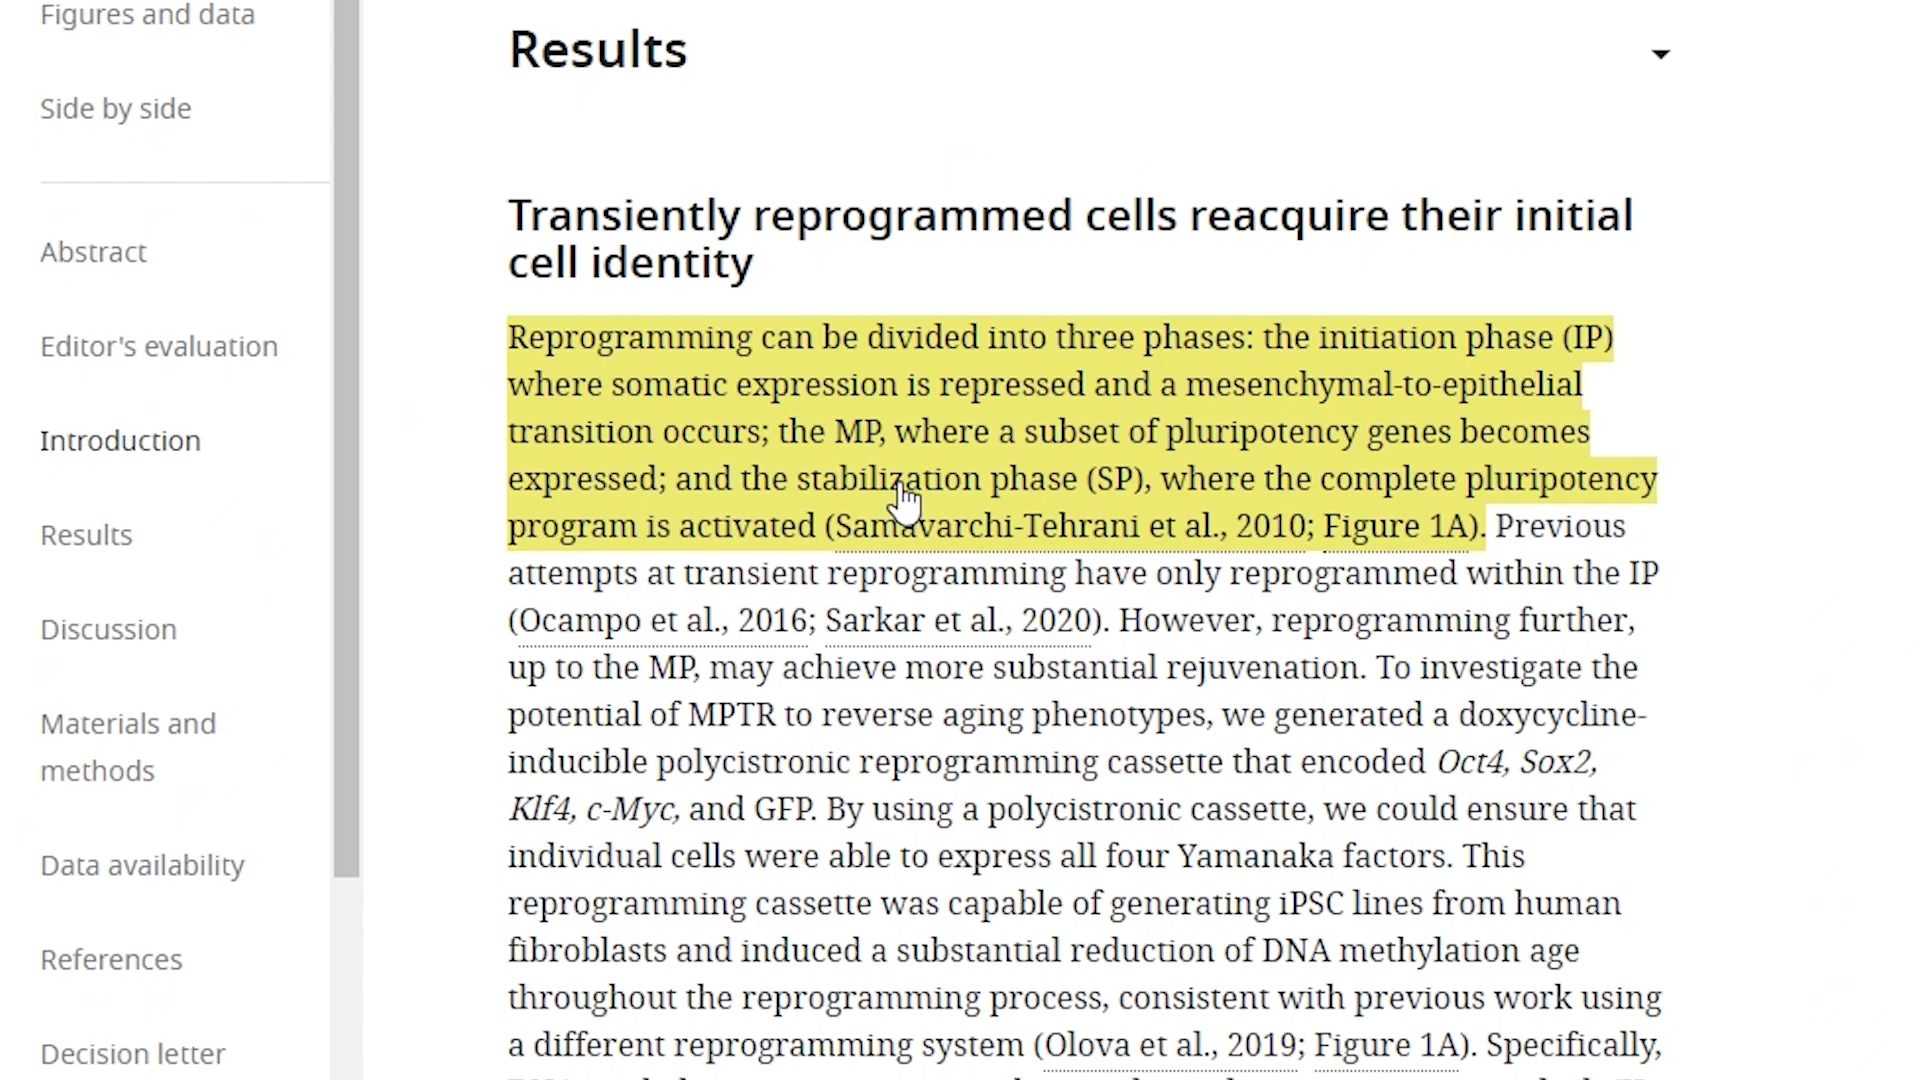 Figures and data
Side by side
Abstract
Editor's evaluation
Introduction
Results
Discussion
Materials and
methods
Data availability
References
Decision letter
Results
Transiently reprogrammed cells reacquire their initial
cell identity
Reprogramming can be divided into three phases: the initiation phase (IP)
where somatic expression is repressed and a mesenchymal-to-epithelial
transition occurs; the MP, where a subset of pluripotency genes becomes
expressed; and the stabilization phase (SP), where the complete pluripotency
program is activated (Samavarchi-Tehrani et al., 2010; Figure 1A). Previous
attempts at transient reprogramming have only reprogrammed within the IP
(Ocampo et al., 2016; Sarkar et al., 2020). However, reprogramming further,
up to the MP, may achieve more substantial rejuvenation. To investigate the
potential of MPTR to reverse aging phenotypes, we generated a doxycycline-
inducible polycistronic reprogramming cassette that encoded Oct4, Sox2,
Klf4, c-Myc, and GFP. By using a polycistronic cassette, we could ensure that
individual cells were able to express all four Yamanaka factors. This
reprogramming cassette was capable of generating iPSC lines from human
fibroblasts and induced a substantial reduction of DNA methylation age
throughout the reprogramming process, consistent with previous work using
a different reprogramming system (Olova et al., 2019; Figure 1A). Specifically,